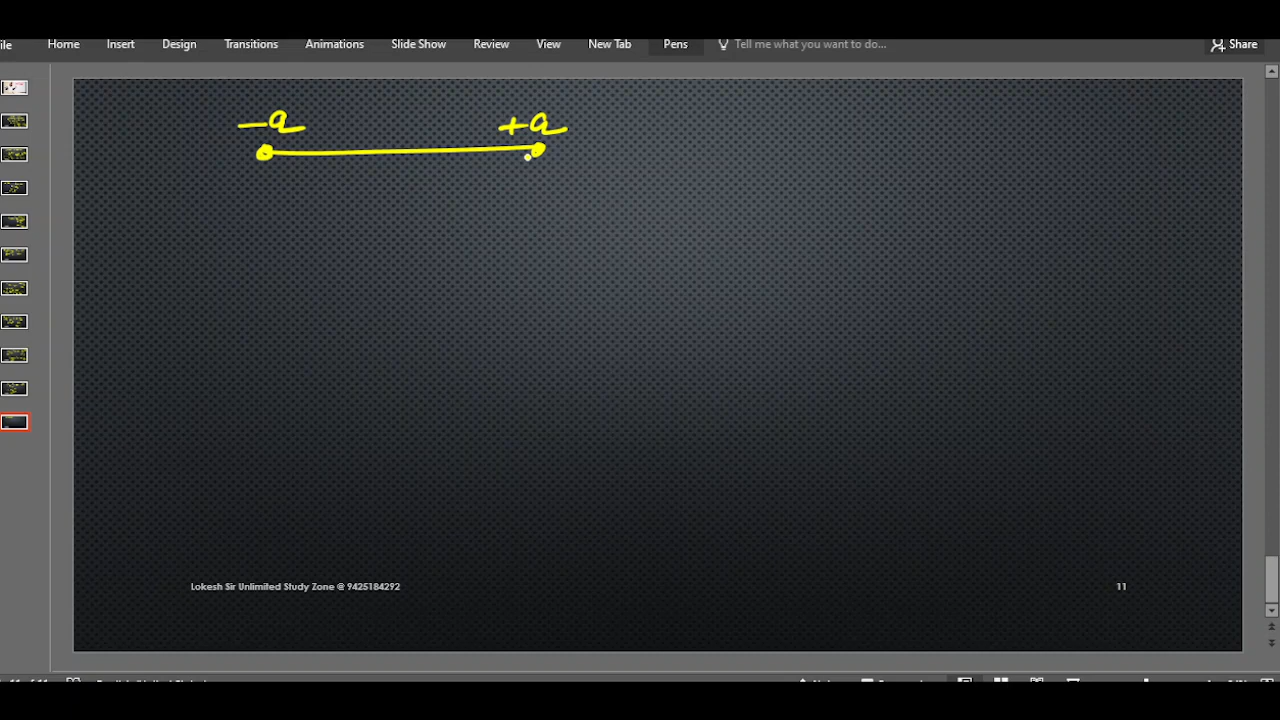 ile Home Insert Design Transitions Animations Slide Show Review View New Tab Pens Tell me what you want to do... Share
-q +q
Lokesh Sir Unlimited Study Zone @ 9425184292 11